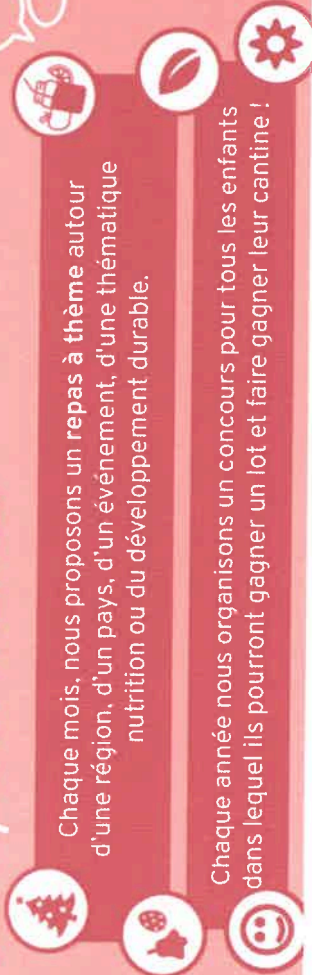 Chaque mois, nous proposons un repas à thème autour
d'une région, d'un pays, d'un événement, d'une thématique
nutrition ou du développement durable.
Chaque année nous organisons un concours pour tous les enfants
dans lequel ils pourront gagner un lot et faire gagner leur cantine !